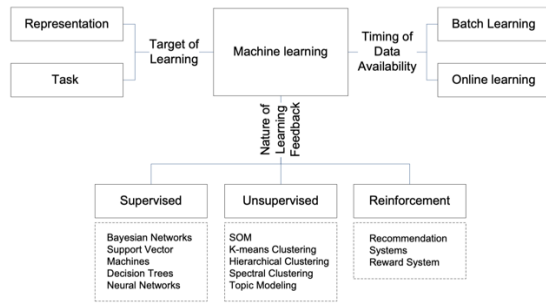 Representation
Task
Target of
Learning
Machine learning
Timing of
Data
Availability
Batch Learning
Online learning
Nature of
Learning
Feedback
Supervised
Bayesian Networks
Support Vector
Machines
Decision Trees
Neural Networks
Unsupervised
SOM
K-means Clustering
Hierarchical Clustering
Spectral Clustering
Topic Modeling
Reinforcement
Recommendation
Systems
Reward System